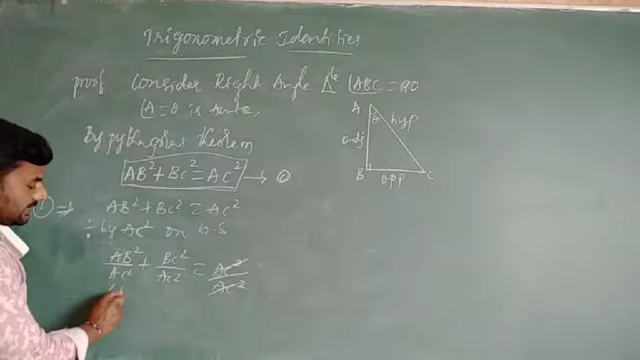 Trigonometric Identities
proof. Consider Right Angle Δle ∠ABC = 90
∠A = θ is Acute,
By pythagoras theorem
AB² + BC² = AC² → ①
① ⇒ AB² + BC² = AC²
÷ by AC² on B.S
AB²/AC² + BC²/AC² = AC²/AC²
A
θ
hyp
adj
B
opp
C